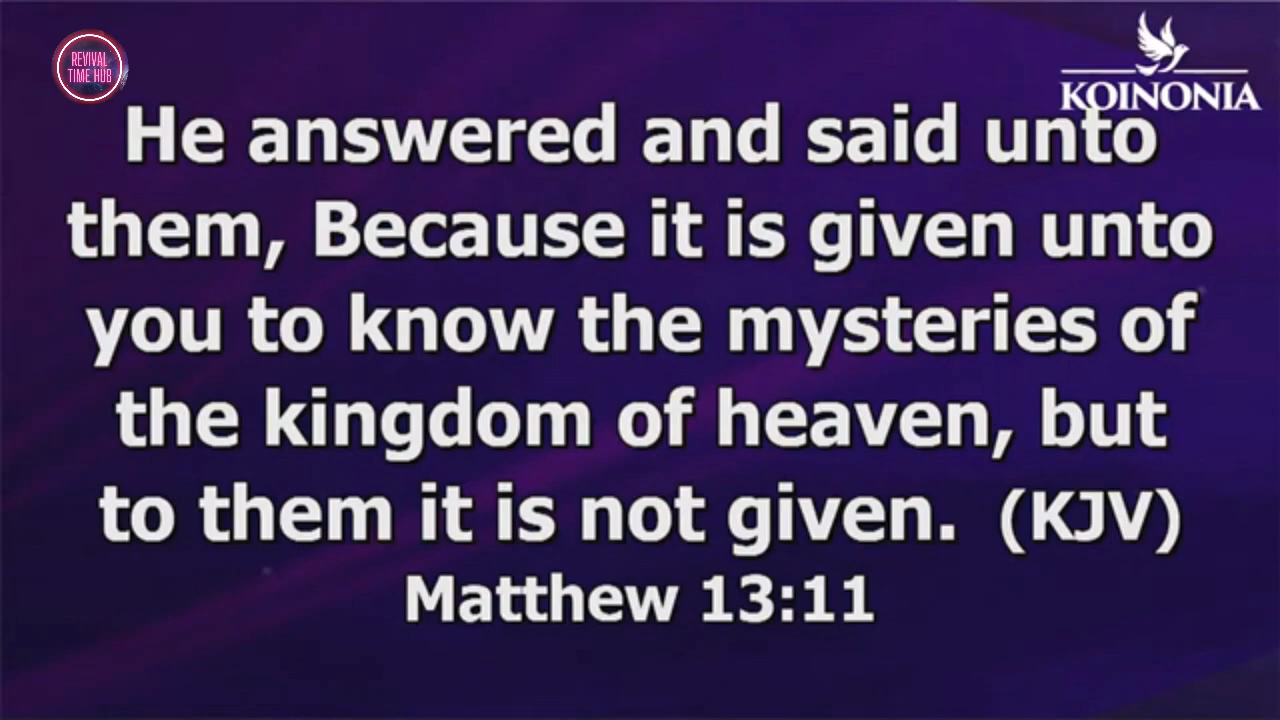 REVIVAL
TIME HUB
KOINONIA
He answered and said unto
them, Because it is given unto
you to know the mysteries of
the kingdom of heaven, but
to them it is not given.  (KJV)
Matthew 13:11